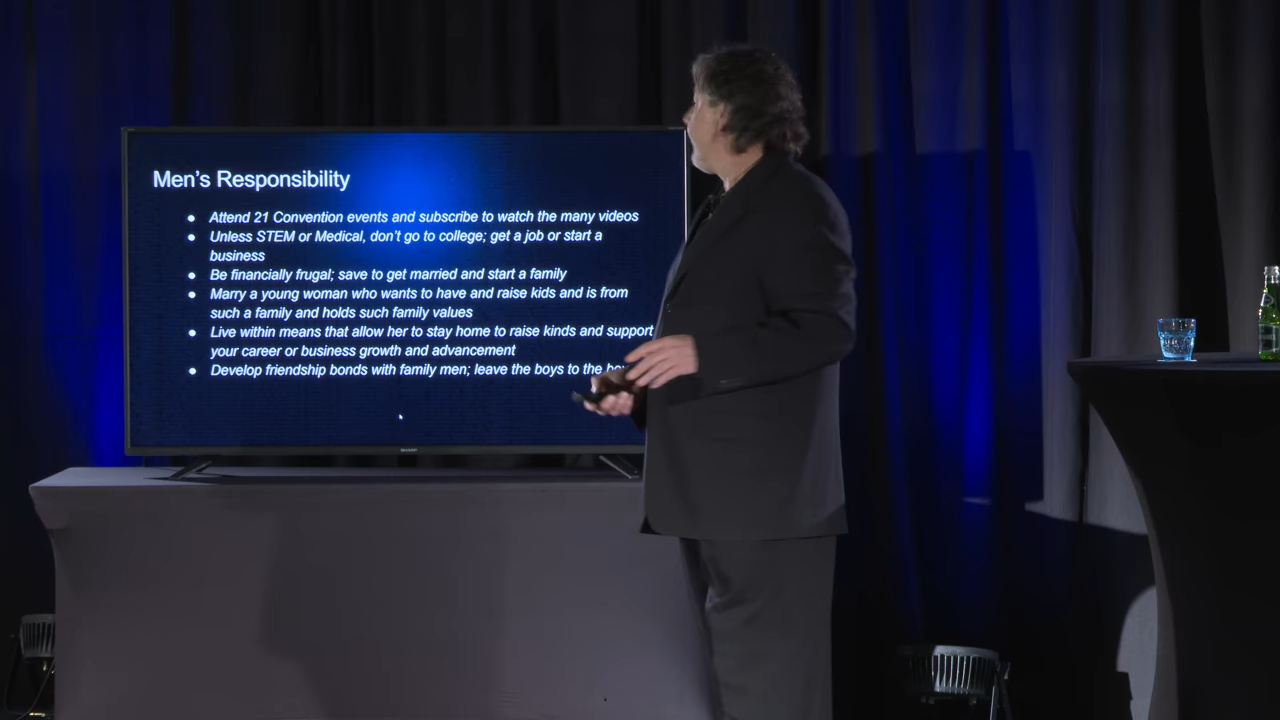 Men's Responsibility
● Attend 21 Convention events and subscribe to watch the many videos
● Unless STEM or Medical, don't go to college; get a job or start a
business
● Be financially frugal; save to get married and start a family
● Marry a young woman who wants to have and raise kids and is from
such a family and holds such family values
● Live within means that allow her to stay home to raise kinds and support
your career or business growth and advancement
● Develop friendship bonds with family men; leave the boys to the
SHARP